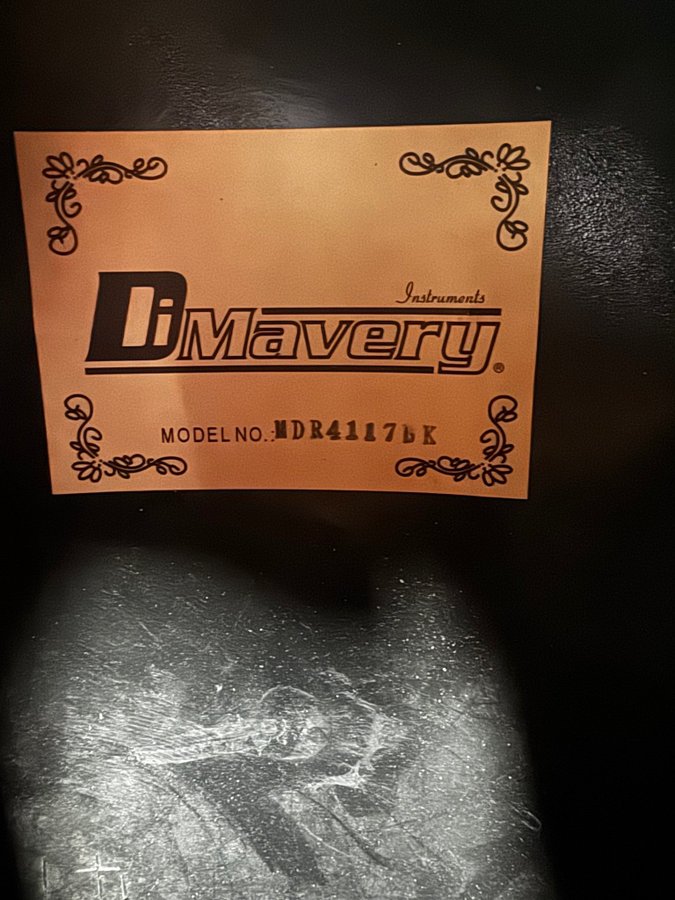 Instruments
DiMavery®
MODEL NO.: MDR4117BK